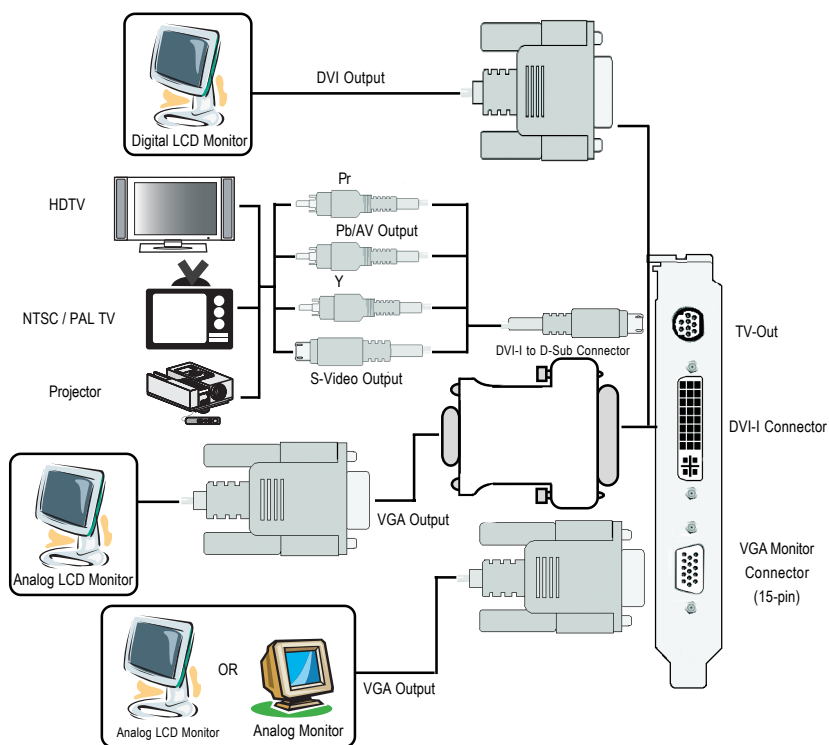 DVI Output
Digital LCD Monitor
HDTV
Pr
Pb/AV Output
Y
NTSC / PAL TV
S-Video Output
Projector
DVI-I to D-Sub Connector
TV-Out
DVI-I Connector
VGA Output
Analog LCD Monitor
VGA Monitor
Connector
(15-pin)
OR
Analog LCD Monitor
Analog Monitor
VGA Output